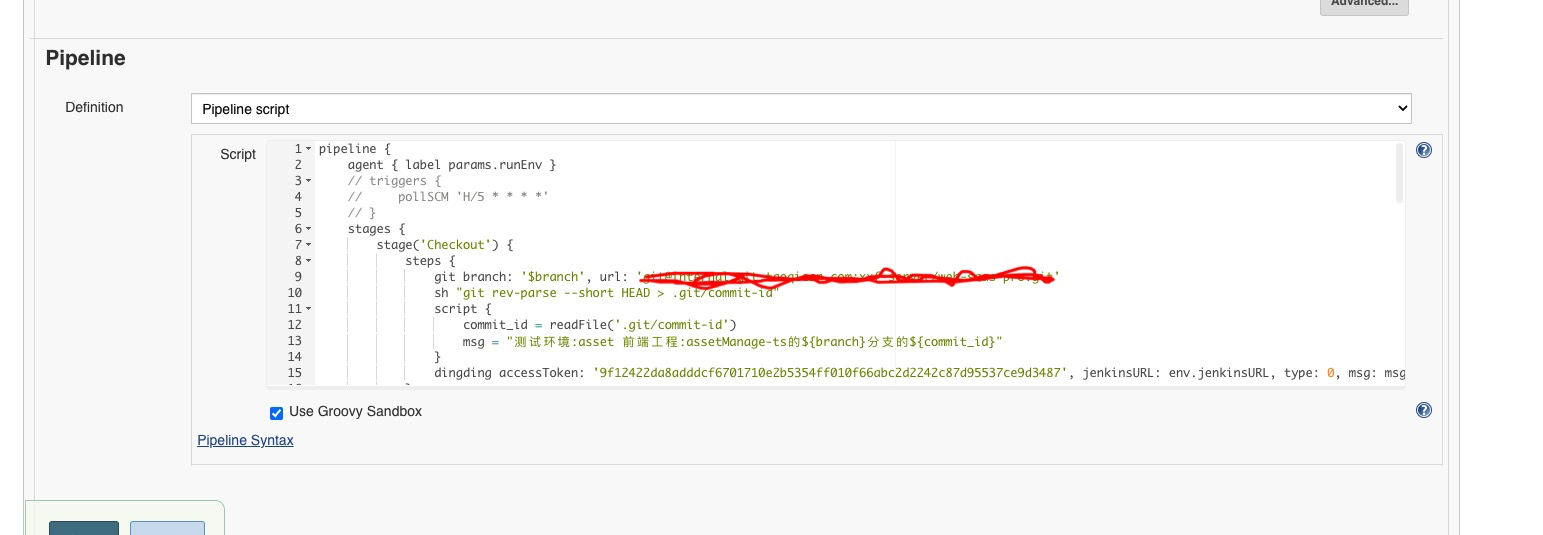 Advanced...
Pipeline
Definition
Pipeline script
Script
1 pipeline {
2 agent { label params.runEnv }
3 // triggers {
4 // pollSCM 'H/5 * * * *'
5 // }
6 stages {
7 stage('Checkout') {
8 steps {
9 git branch: '$branch', url: '
10 sh "git rev-parse --short HEAD > .git/commit-id"
11 script {
12 commit_id = readFile('.git/commit-id')
13 msg = "测试环境:asset 前端工程:assetManage-ts的${branch}分支的${commit_id}"
14 }
15 dingding accessToken: '9f12422da8adddcf6701710e2b5354ff010f66abc2d2242c87d95537ce9d3487', jenkinsURL: env.jenkinsURL, type: 0, msg: msg
Use Groovy Sandbox
Pipeline Syntax